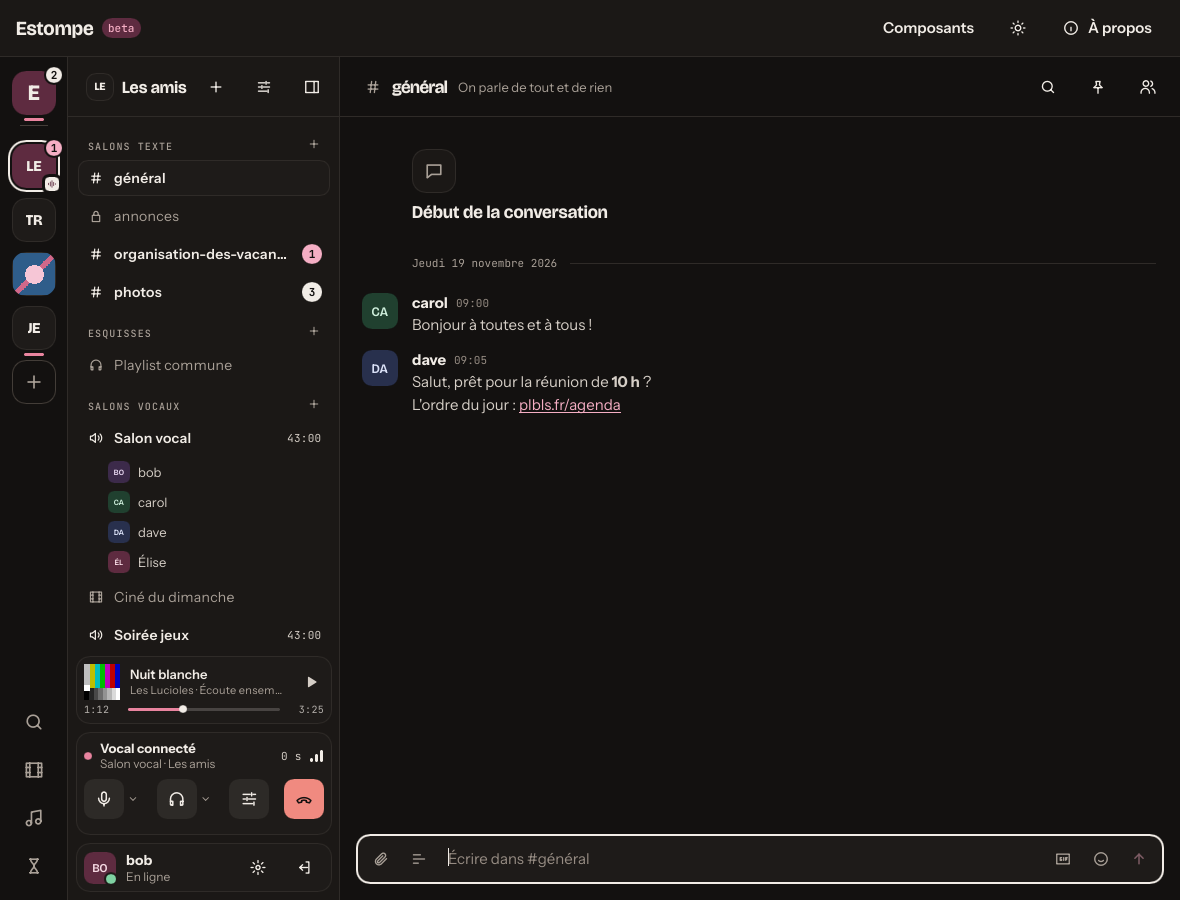 Estompe beta
Composants
À propos
E
2
LE
1
TR
JE
LE Les amis
SALONS TEXTE
# général
annonces
# organisation-des-vacan… 1
# photos 3
ESQUISSES
Playlist commune
SALONS VOCAUX
Salon vocal 43:00
BO bob
CA carol
DA dave
ÉL Élise
Ciné du dimanche
Soirée jeux 43:00
Nuit blanche
Les Lucioles · Écoute ensem…
1:12 3:25
Vocal connecté
Salon vocal · Les amis
0 s
BO bob
En ligne
# général On parle de tout et de rien
Début de la conversation
Jeudi 19 novembre 2026
CA carol 09:00
Bonjour à toutes et à tous !
DA dave 09:05
Salut, prêt pour la réunion de 10 h ?
L'ordre du jour : plbls.fr/agenda
Écrire dans #général
GIF